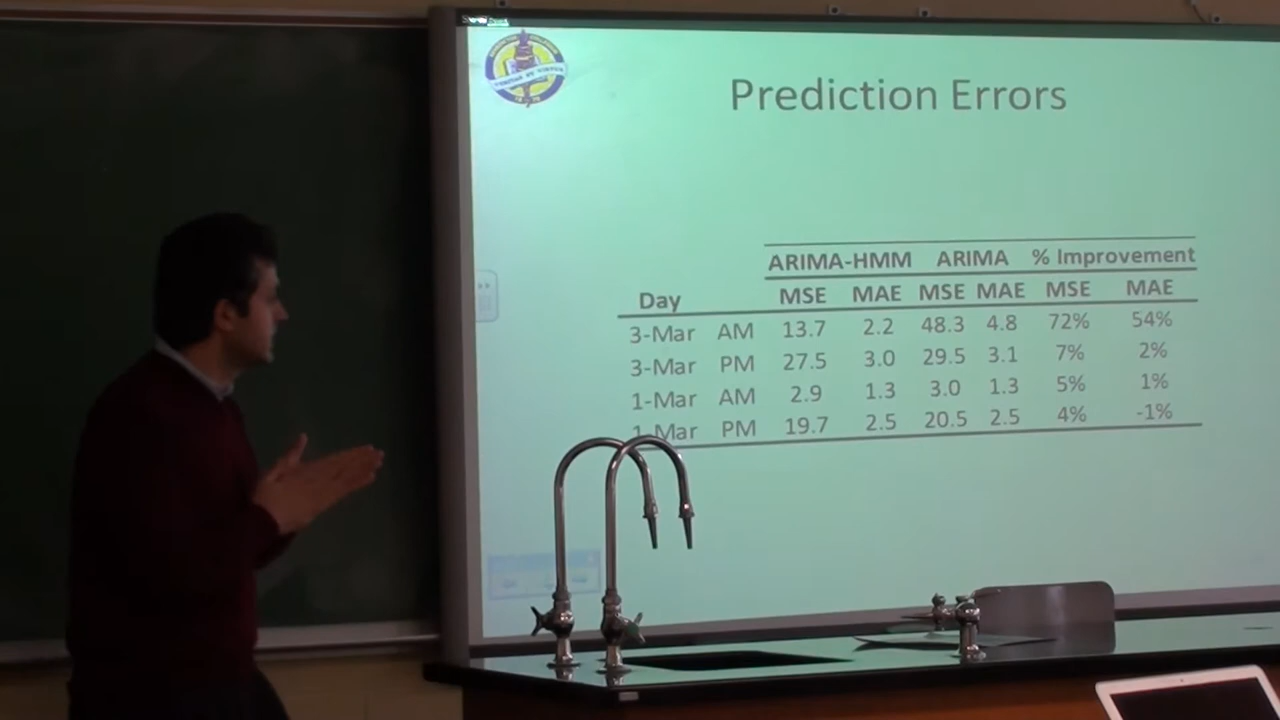 Prediction Errors
ARIMA-HMM ARIMA % Improvement
Day MSE MAE MSE MAE MSE MAE
3-Mar AM 13.7 2.2 48.3 4.8 72% 54%
3-Mar PM 27.5 3.0 29.5 3.1 7% 2%
1-Mar AM 2.9 1.3 3.0 1.3 5% 1%
1-Mar PM 19.7 2.5 20.5 2.5 4% -1%